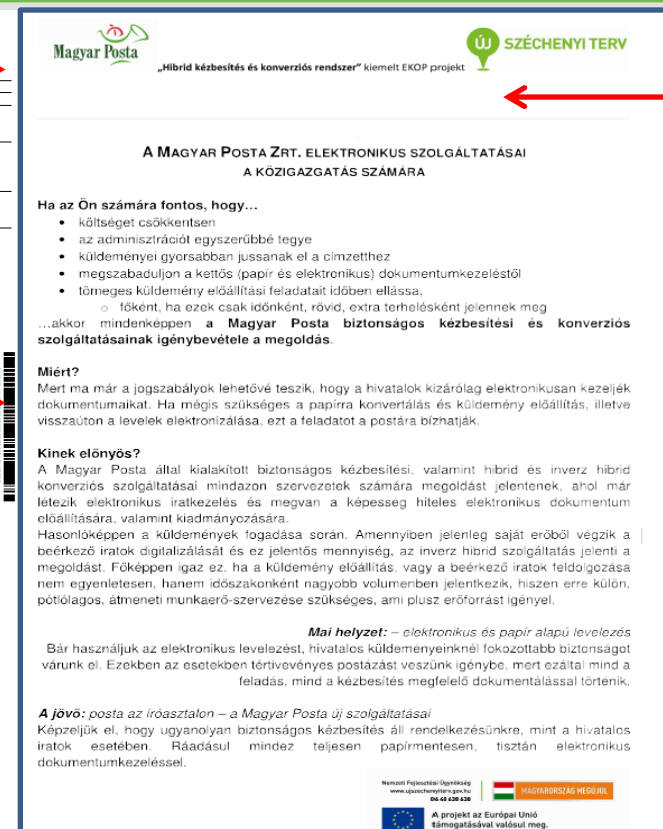 Magyar Posta
ÚJ SZÉCHENYI TERV
„Hibrid kézbesítés és konverziós rendszer" kiemelt EKOP projekt
A MAGYAR POSTA ZRT. ELEKTRONIKUS SZOLGÁLTATÁSAI
A KÖZIGAZGATÁS SZÁMÁRA
Ha az Ön számára fontos, hogy...
• költséget csökkentsen
• az adminisztrációt egyszerűbbé tegye
• küldeményei gyorsabban jussanak el a címzetthez
• megszabaduljon a kettős (papír és elektronikus) dokumentumkezeléstől
• tömeges küldemény előállítási feladatait időben ellássa,
○ főként, ha ezek csak időnként, rövid, extra terhelésként jelennek meg
...akkor mindenképpen a Magyar Posta biztonságos kézbesítési és konverziós
szolgáltatásainak igénybevétele a megoldás.
Miért?
Mert ma már a jogszabályok lehetővé teszik, hogy a hivatalok kizárólag elektronikusan kezeljék
dokumentumaikat. Ha mégis szükséges a papírra konvertálás és küldemény előállítás, illetve
visszaúton a levelek elektronizálása, ezt a feladatot a postára bízhatják.
Kinek előnyös?
A Magyar Posta által kialakított biztonságos kézbesítési, valamint hibrid és inverz hibrid
konverziós szolgáltatásai mindazon szervezetek számára megoldást jelentenek, ahol már
létezik elektronikus iratkezelés és megvan a képesség hiteles elektronikus dokumentum
előállítására, valamint kiadmányozására.
Hasonlóképpen a küldemények fogadása során. Amennyiben jelenleg saját erőből végzik a
beérkező iratok digitalizálását és ez jelentős mennyiség, az inverz hibrid szolgáltatás jelenti a
megoldást. Főképpen igaz ez, ha a küldemény előállítás, vagy a beérkező iratok feldolgozása
nem egyenletesen, hanem időszakonként nagyobb volumenben jelentkezik, hiszen erre külön,
pótlólagos, átmeneti munkaerő-szervezése szükséges, ami plusz erőforrást igényel.
Mai helyzet: – elektronikus és papír alapú levelezés
Bár használjuk az elektronikus levelezést, hivatalos küldeményeinknél fokozottabb biztonságot
várunk el. Ezekben az esetekben tértivevényes postázást veszünk igénybe, mert ezáltal mind a
feladás, mind a kézbesítés megfelelő dokumentálással történik.
A jövő: posta az íróasztalon – a Magyar Posta új szolgáltatásai
Képzeljük el, hogy ugyanolyan biztonságos kézbesítés áll rendelkezésünkre, mint a hivatalos
iratok esetében. Ráadásul mindez teljesen papírmentesen, tisztán elektronikus
dokumentumkezeléssel.
Nemzeti Fejlesztési Ügynökség
www.ujszechenyiterv.gov.hu
06 40 638 638
MAGYARORSZÁG MEGÚJUL
A projekt az Európai Unió
támogatásával valósul meg.